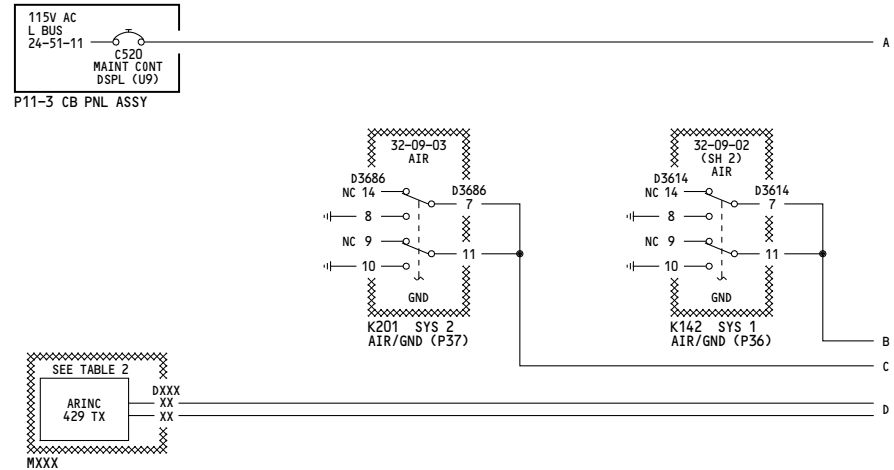 115V AC
L BUS
24-51-11
C520
MAINT CONT
DSPL (U9)
P11-3 CB PNL ASSY
A
32-09-03
AIR
D3686
D3686
NC 14
7
8
NC 9
11
10
GND
K201 SYS 2
AIR/GND (P37)
32-09-02
(SH 2)
AIR
D3614
D3614
NC 14
7
8
NC 9
11
10
GND
K142 SYS 1
AIR/GND (P36)
B
C
SEE TABLE 2
DXXX
ARINC
429 TX
XX
XX
D
MXXX